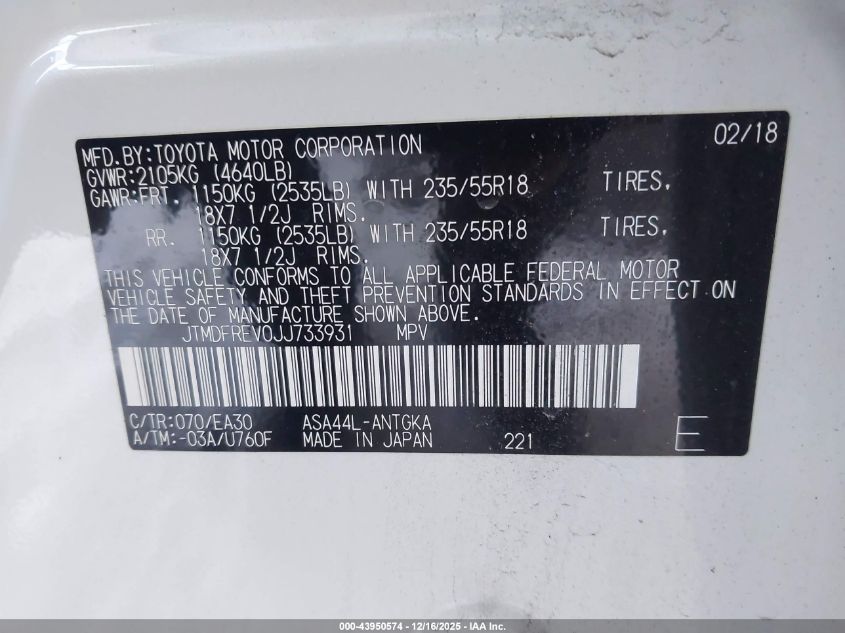 02/18
MFD.BY:TOYOTA MOTOR CORPORATION
GVWR:2105KG (4640LB)
GAWR:FRT. 1150KG (2535LB) WITH 235/55R18 TIRES,
18X7 1/2J RIMS.
RR. 1150KG (2535LB) WITH 235/55R18 TIRES,
18X7 1/2J RIMS.
THIS VEHICLE CONFORMS TO ALL APPLICABLE FEDERAL MOTOR
VEHICLE SAFETY AND THEFT PREVENTION STANDARDS IN EFFECT ON
THE DATE OF MANUFACTURE SHOWN ABOVE.
JTMDFREV0JJ733931 MPV
C/TR:070/EA30 ASA44L-ANTGKA
A/TM:-03A/U760F MADE IN JAPAN 221 E
000-43950574 - 12/16/2025 - IAA Inc.